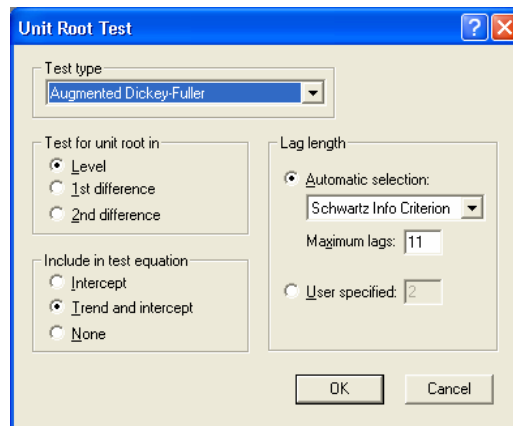 Unit Root Test
Test type
Augmented Dickey-Fuller
Test for unit root in
Level
1st difference
2nd difference
Include in test equation
Intercept
Trend and intercept
None
Lag length
Automatic selection:
Schwartz Info Criterion
Maximum lags: 11
User specified: 2
OK Cancel